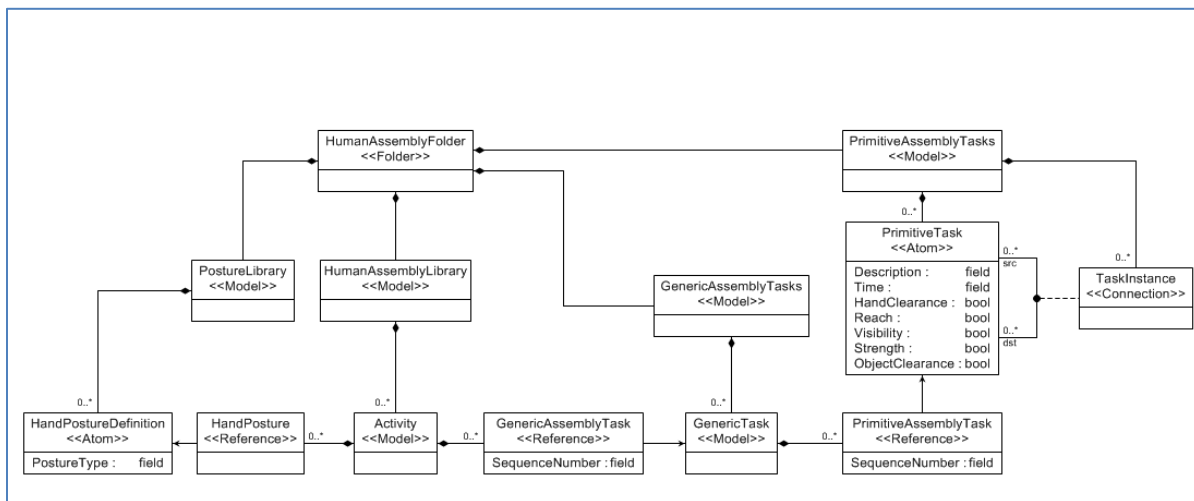 HumanAssemblyFolder
<<Folder>>
PrimitiveAssemblyTasks
<<Model>>
0..*
PrimitiveTask
<<Atom>>
Description : field
Time : field
HandClearance : bool
Reach : bool
Visibility : bool
Strength : bool
ObjectClearance : bool
0..*
src
0..*
dst
0..*
TaskInstance
<<Connection>>
PostureLibrary
<<Model>>
HumanAssemblyLibrary
<<Model>>
GenericAssemblyTasks
<<Model>>
0..*
HandPostureDefinition
<<Atom>>
PostureType : field
HandPosture
<<Reference>>
0..*
0..*
Activity
<<Model>>
0..*
GenericAssemblyTask
<<Reference>>
SequenceNumber : field
0..*
GenericTask
<<Model>>
0..*
PrimitiveAssemblyTask
<<Reference>>
SequenceNumber : field